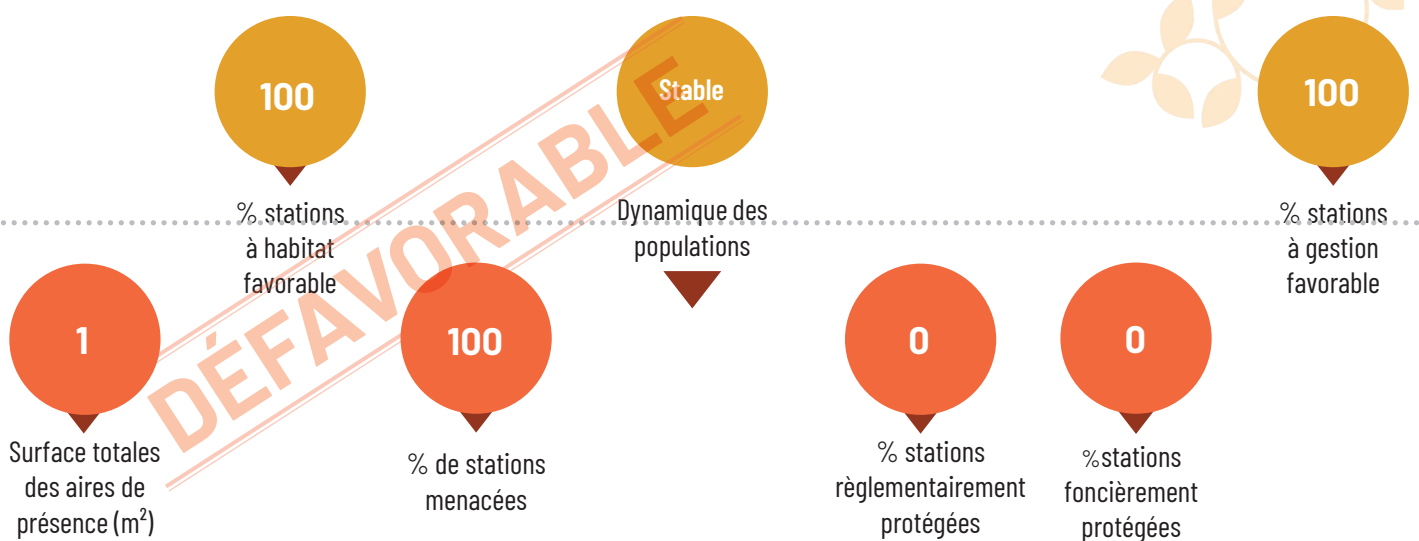 100
% stations
à habitat
favorable
Stable
Dynamique des
populations
100
% stations
à gestion
favorable
DÉFAVORABLE
1
Surface totales
des aires de
présence (m²)
100
% de stations
menacées
0
% stations
règlementairement
protégées
0
%stations
foncièrement
protégées